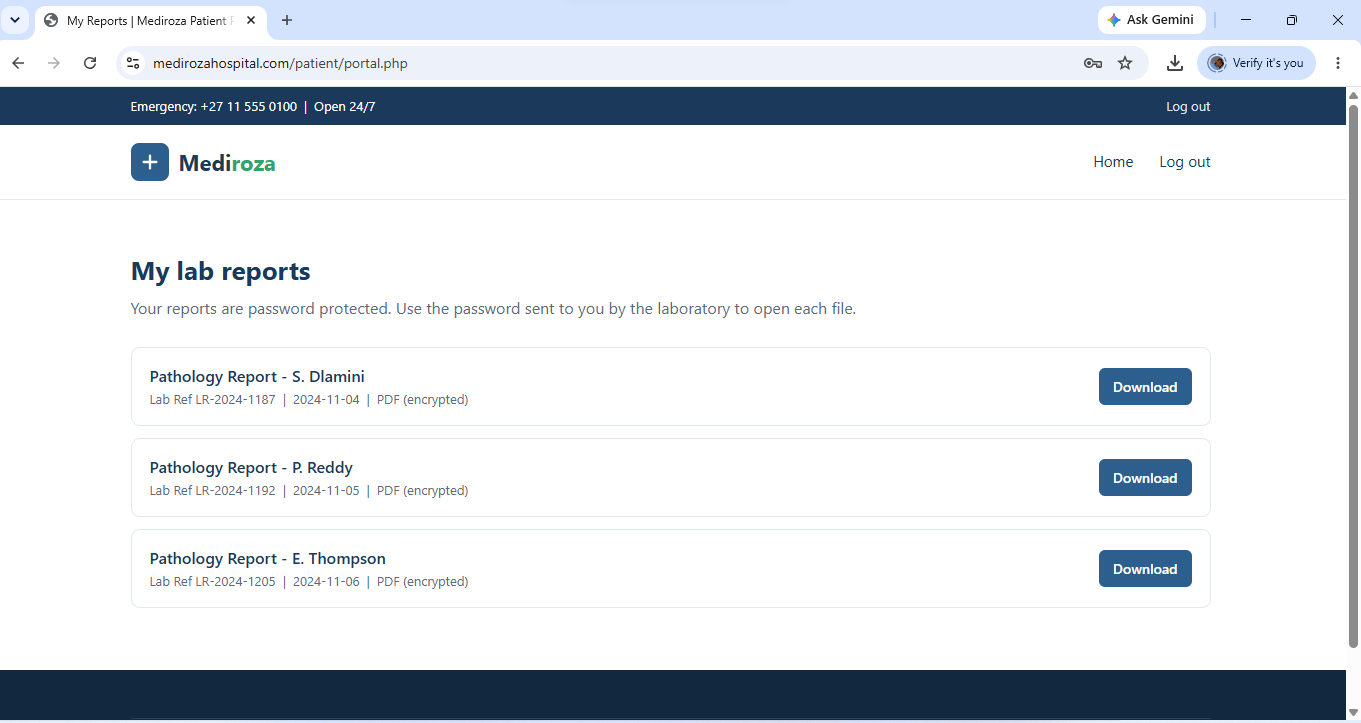 My Reports | Mediroza Patient
Ask Gemini
medirozahospital.com/patient/portal.php
Verify it's you
Emergency: +27 11 555 0100 | Open 24/7
Log out
Mediroza
Home
Log out
My lab reports
Your reports are password protected. Use the password sent to you by the laboratory to open each file.
Pathology Report - S. Dlamini
Lab Ref LR-2024-1187 | 2024-11-04 | PDF (encrypted)
Download
Pathology Report - P. Reddy
Lab Ref LR-2024-1192 | 2024-11-05 | PDF (encrypted)
Download
Pathology Report - E. Thompson
Lab Ref LR-2024-1205 | 2024-11-06 | PDF (encrypted)
Download